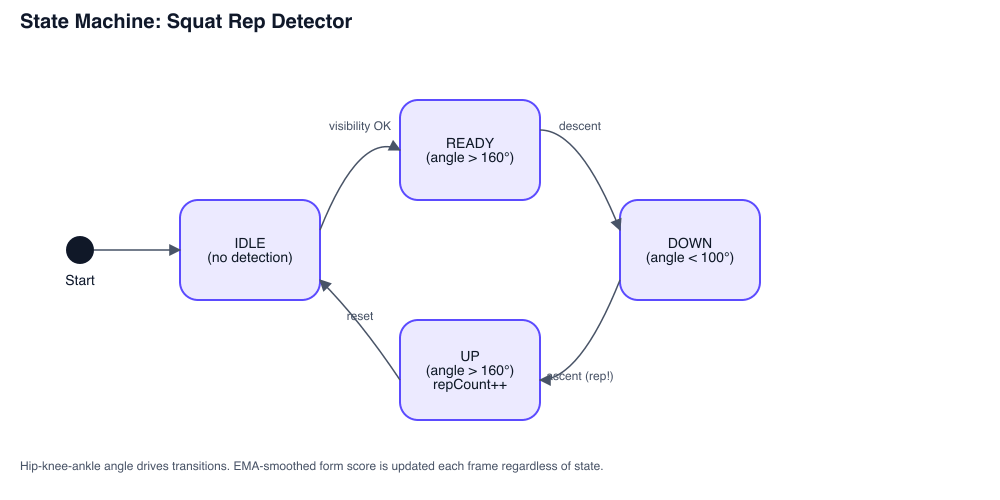 State Machine: Squat Rep Detector
visibility OK
READY
(angle > 160°)
descent
IDLE
(no detection)
DOWN
(angle < 100°)
Start
reset
UP
(angle > 160°)
repCount++
ascent (rep!)
Hip-knee-ankle angle drives transitions. EMA-smoothed form score is updated each frame regardless of state.